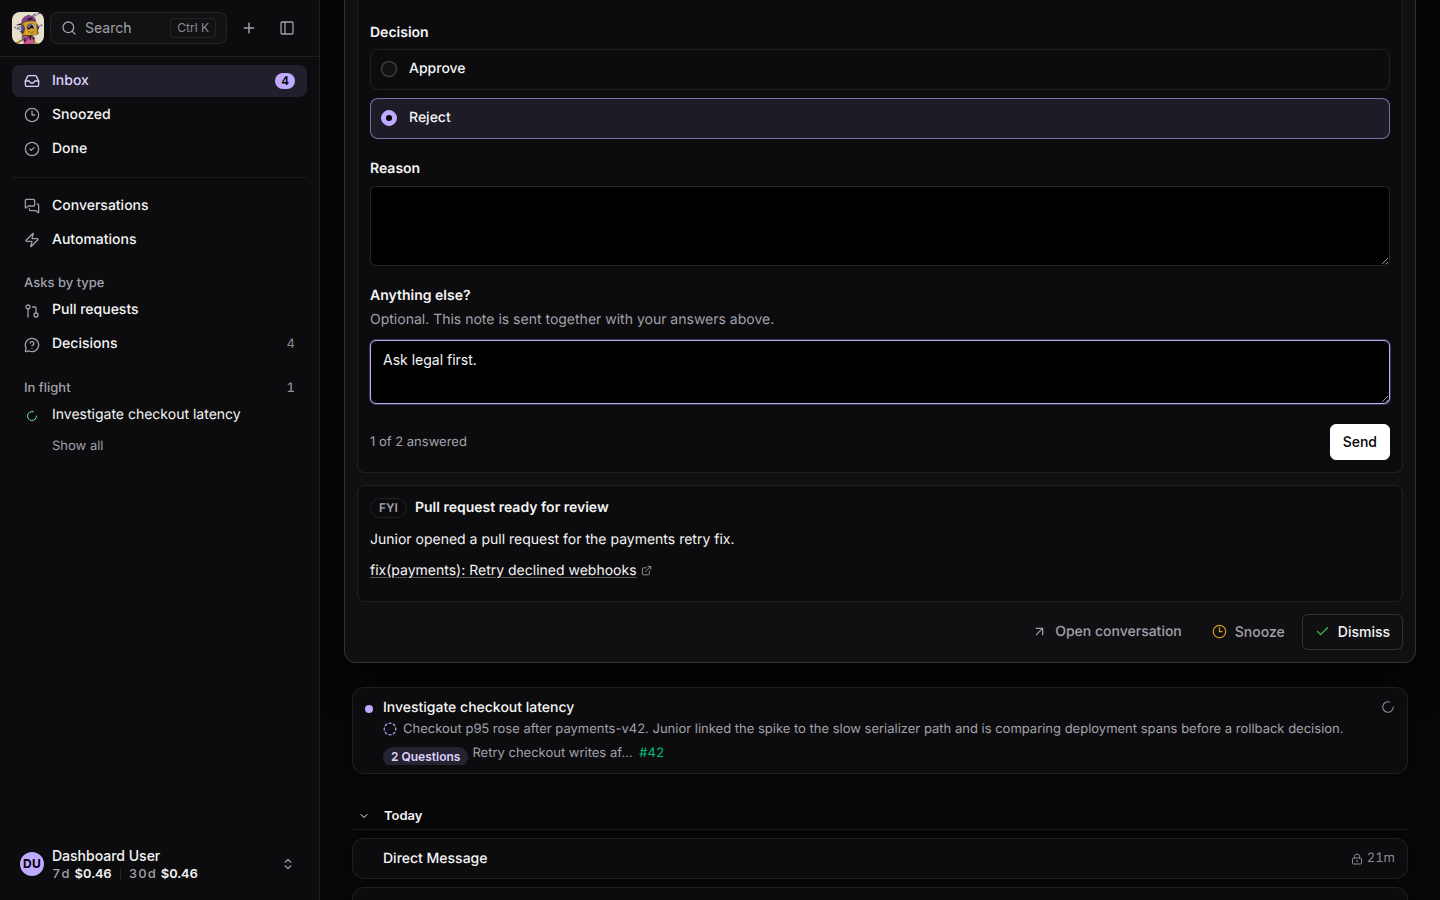 Search
Ctrl K
Inbox
4
Snoozed
Done
Conversations
Automations
Asks by type
Pull requests
Decisions
4
In flight
1
Investigate checkout latency
Show all
DU
Dashboard User
7d $0.46 | 30d $0.46
Decision
Approve
Reject
Reason
Anything else?
Optional. This note is sent together with your answers above.
Ask legal first.
1 of 2 answered
Send
FYI
Pull request ready for review
Junior opened a pull request for the payments retry fix.
fix(payments): Retry declined webhooks
Open conversation
Snooze
Dismiss
Investigate checkout latency
Checkout p95 rose after payments-v42. Junior linked the spike to the slow serializer path and is comparing deployment spans before a rollback decision.
2 Questions Retry checkout writes af... #42
Today
Direct Message
21m